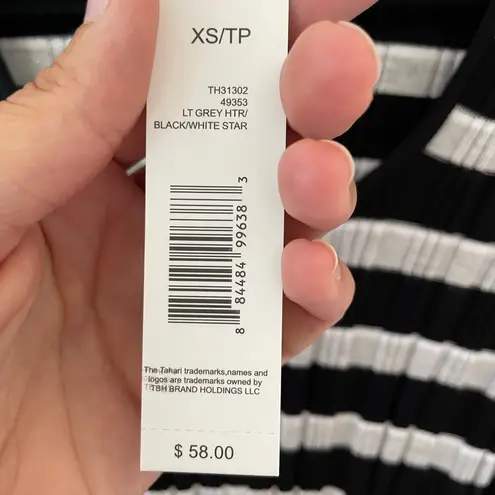 XS/TP
TH31302
49353
LT GREY HTR/
BLACK/WHITE STAR
8 84484 99638 3
The Tahari trademarks,names and
logos are trademarks owned by
TBH BRAND HOLDINGS LLC
$ 58.00